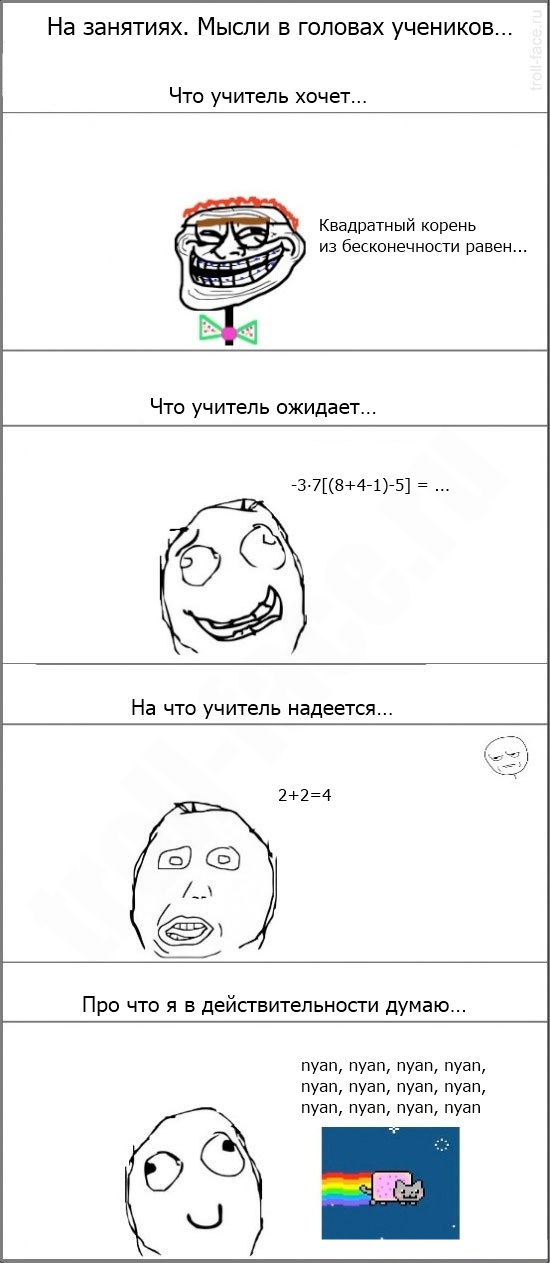 На занятиях. Мысли в головах учеников...
troll-face.ru
Что учитель хочет...
Квадратный корень
из бесконечности равен...
Что учитель ожидает...
-3·7[(8+4-1)-5] = ...
На что учитель надеется...
2+2=4
Про что я в действительности думаю...
nyan, nyan, nyan, nyan,
nyan, nyan, nyan, nyan,
nyan, nyan, nyan, nyan
troll-face.ru